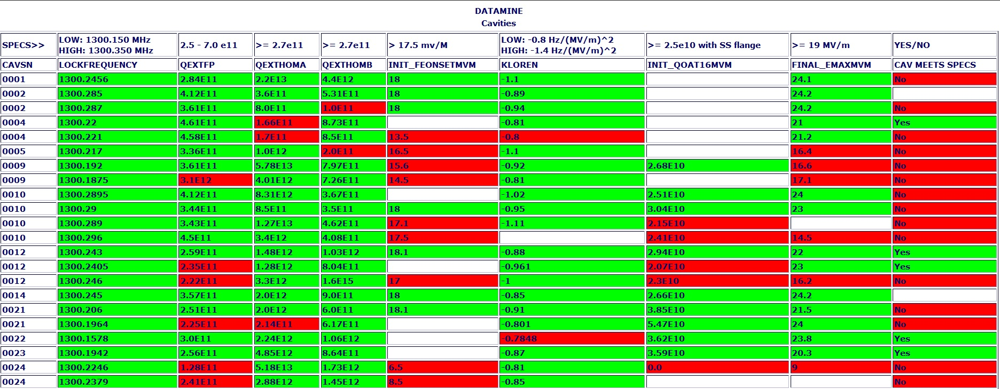 DATAMINE
Cavities
SPECS>> LOW: 1300.150 MHz HIGH: 1300.350 MHz 2.5 - 7.0 e11 >= 2.7e11 >= 2.7e11 > 17.5 mv/M LOW: -0.8 Hz/(MV/m)^2 HIGH: -1.4 Hz/(MV/m)^2 >= 2.5e10 with SS flange >= 19 MV/m YES/NO
CAVSN LOCKFREQUENCY QEXTFP QEXTHOMA QEXTHOMB INIT_FEONSETMVM KLOREN INIT_QOAT16MVM FINAL_EMAXMVM CAV MEETS SPECS
0001 1300.2456 2.84E11 2.2E13 4.4E12 18 -1.1 24.1 No
0002 1300.285 4.12E11 3.6E11 5.31E11 18 -0.89 24.2
0002 1300.287 3.61E11 8.0E11 1.0E11 18 -0.94 24.2 No
0004 1300.22 4.61E11 1.66E11 8.73E11 -0.81 21 Yes
0004 1300.221 4.58E11 1.7E11 8.5E11 13.5 -0.8 21.2 No
0005 1300.217 3.36E11 1.0E12 2.0E11 16.5 -1.1 16.4 No
0009 1300.192 3.61E11 5.78E13 7.97E11 15.6 -0.92 2.68E10 16.6 No
0009 1300.1875 3.1E12 4.01E12 7.26E11 14.5 -0.81 17.1 No
0010 1300.2895 4.12E11 8.31E12 3.67E11 -1.02 2.51E10 24 No
0010 1300.29 3.44E11 8.5E11 3.5E11 18 -0.95 3.04E10 23 No
0010 1300.289 3.43E11 1.27E13 4.62E11 17.1 -1.11 2.15E10 No
0010 1300.296 4.5E11 3.4E12 4.08E11 17.5 2.41E10 14.5 No
0012 1300.243 2.59E11 1.48E12 1.03E12 18.1 -0.88 2.94E10 22 Yes
0012 1300.2405 2.35E11 1.28E12 8.04E11 -0.961 2.07E10 23 Yes
0012 1300.246 2.22E11 3.3E12 1.6E15 17 -1 2.3E10 16.2 No
0014 1300.245 3.57E11 2.0E12 9.0E11 18 -0.85 2.66E10 24.2
0021 1300.206 2.51E11 2.0E12 6.0E11 18.1 -0.91 3.85E10 21.5 No
0021 1300.1964 2.25E11 2.14E11 6.17E11 -0.801 5.47E10 24 No
0022 1300.1578 3.0E11 2.24E12 1.06E12 -0.7848 3.62E10 23.8 Yes
0023 1300.1942 2.56E11 4.85E12 8.64E11 -0.87 3.59E10 20.3 Yes
0024 1300.2246 1.28E11 5.18E13 1.73E12 6.5 -0.81 0.0 9 No
0024 1300.2379 2.41E11 2.88E12 1.45E12 8.5 -0.85 No